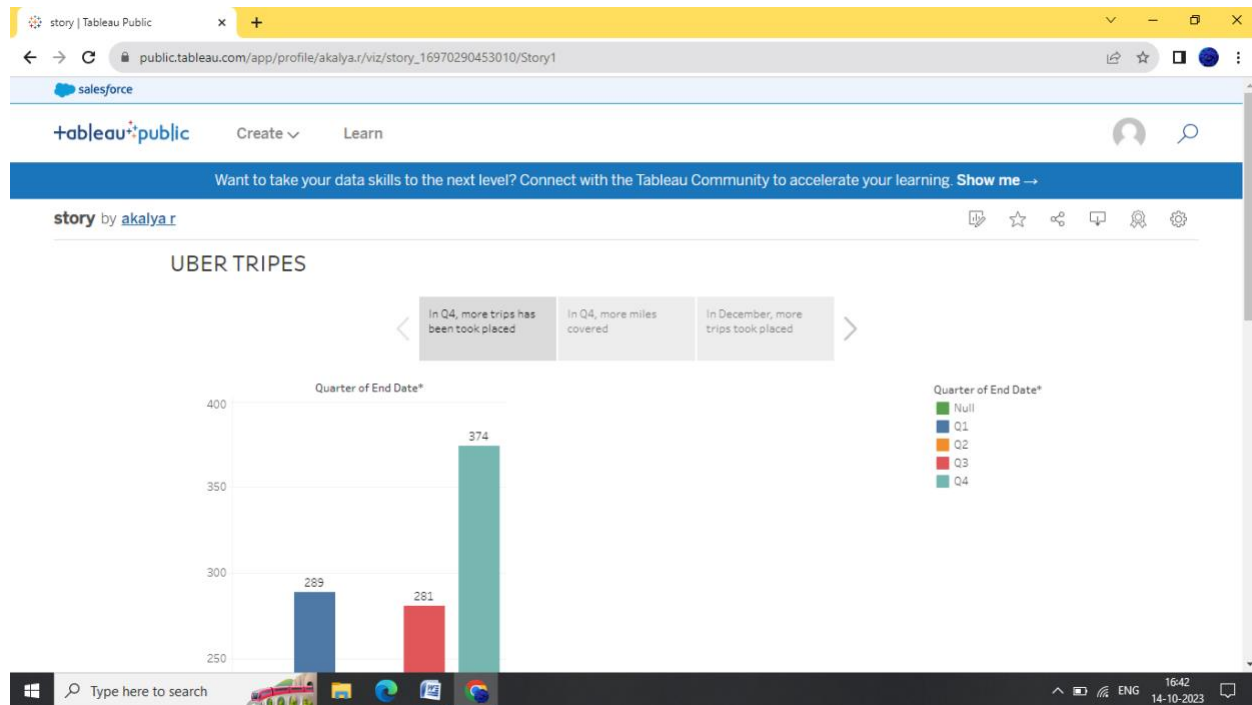 story | Tableau Public
public.tableau.com/app/profile/akalya.r/viz/story_16970290453010/Story1
salesforce
+ableau public
Create
Learn
Want to take your data skills to the next level? Connect with the Tableau Community to accelerate your learning. Show me →
story by akalya r
UBER TRIPES
In Q4, more trips has
been took placed
In Q4, more miles
covered
In December, more
trips took placed
Quarter of End Date*
400
350
300
250
289
281
374
Quarter of End Date*
Null
Q1
Q2
Q3
Q4
Type here to search
ENG
16:42
14-10-2023